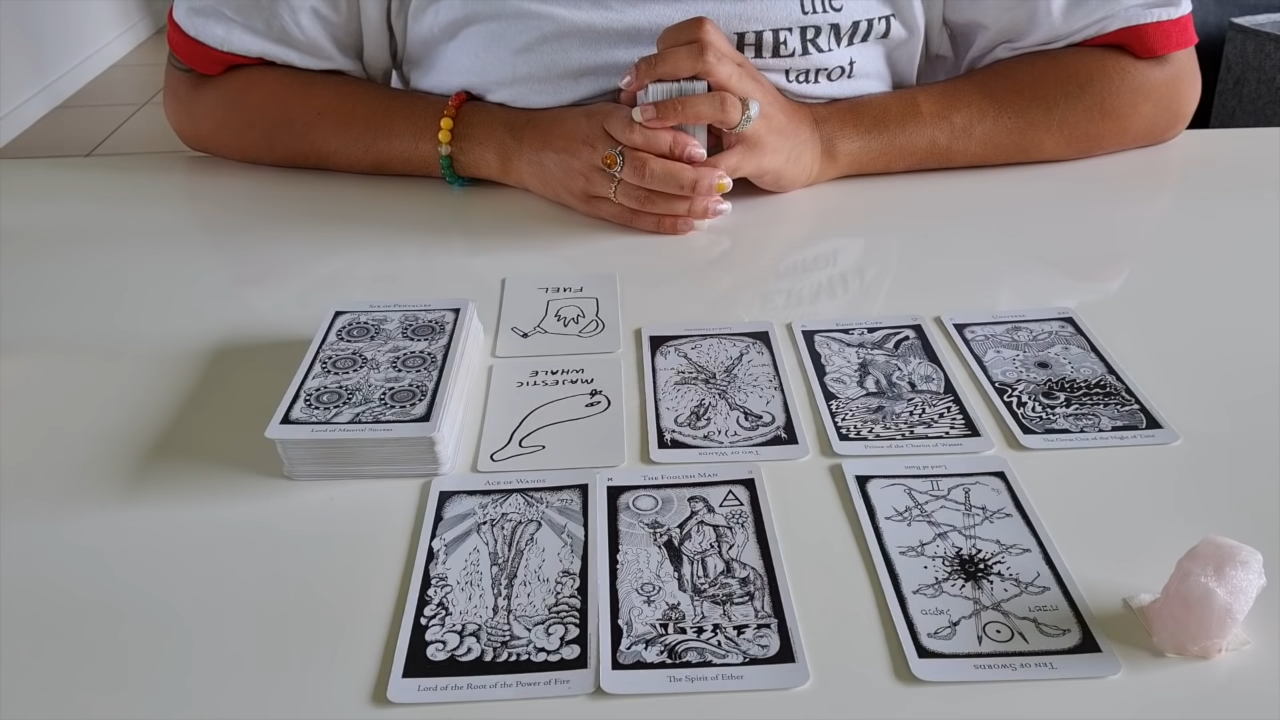 the
HERMIT
tarot
FUEL
MAJESTIC
WHALE
Six of Pentacles
Lord of Material Success
Two of Wands
King of Cups
Prince of the Chariot of Waters
Universe
The Great One of the Night of Time
Ace of Wands
Lord of the Root of the Power of Fire
The Foolish Man
The Spirit of Ether
Lord of Ruin
Ten of Swords